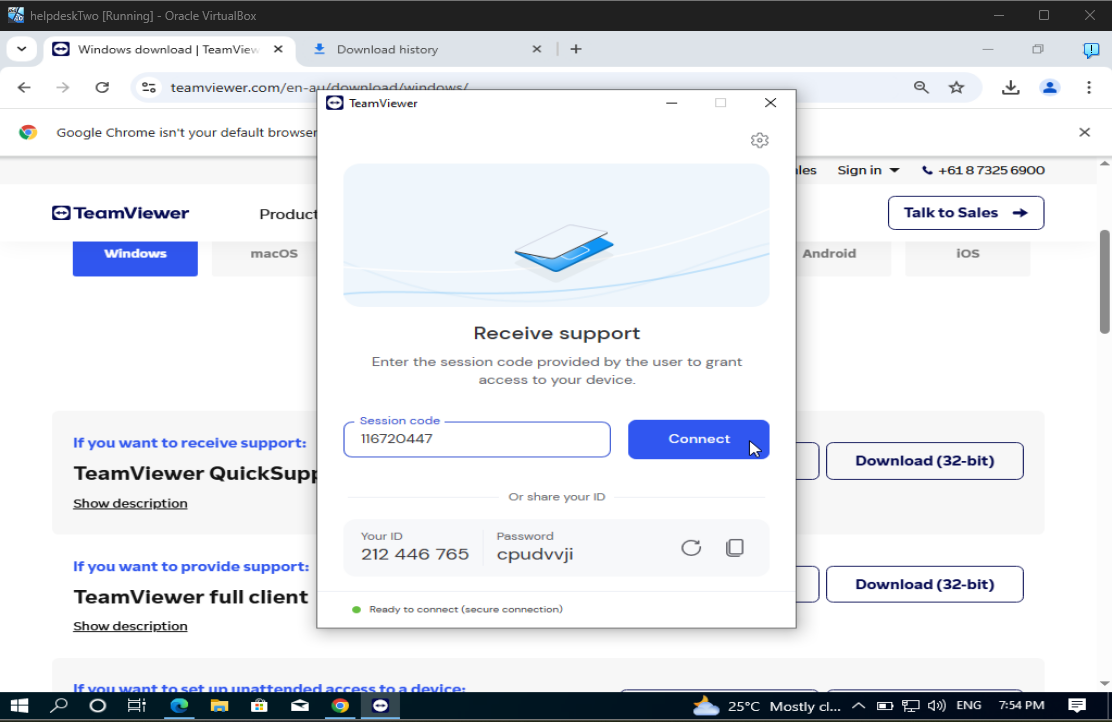 helpdeskTwo [Running] - Oracle VirtualBox
Windows download | TeamView
Download history
teamviewer.com/en-au/download/windows/
Google Chrome isn't your default browser
TeamViewer
Sign in
+61 8 7325 6900
TeamViewer
Product
Talk to Sales
Windows
macOS
Android
iOS
Receive support
Enter the session code provided by the user to grant
access to your device.
Session code
116720447
Connect
Or share your ID
Your ID
212 446 765
Password
cpudvvji
Ready to connect (secure connection)
If you want to receive support:
TeamViewer QuickSupp
Show description
Download (32-bit)
If you want to provide support:
TeamViewer full client
Show description
Download (32-bit)
If you want to set up unattended access to a device:
25°C Mostly cl...
ENG
7:54 PM